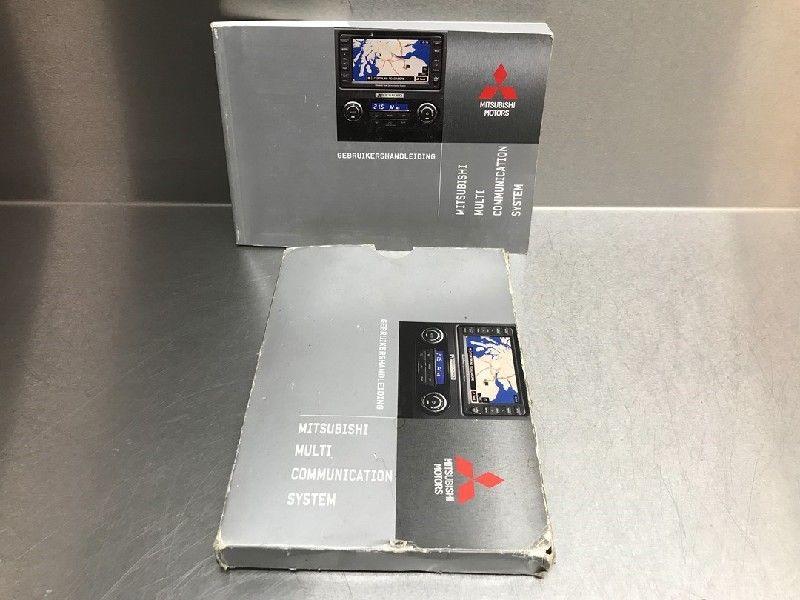 MITSUBISHI
MOTORS
GEBRUIKERSHANDLEIDING
MITSUBISHI
MULTI
COMMUNICATION
SYSTEM
GEBRUIKERSHANDLEIDING
MITSUBISHI
MULTI
COMMUNICATION
SYSTEM
MITSUBISHI
MOTORS